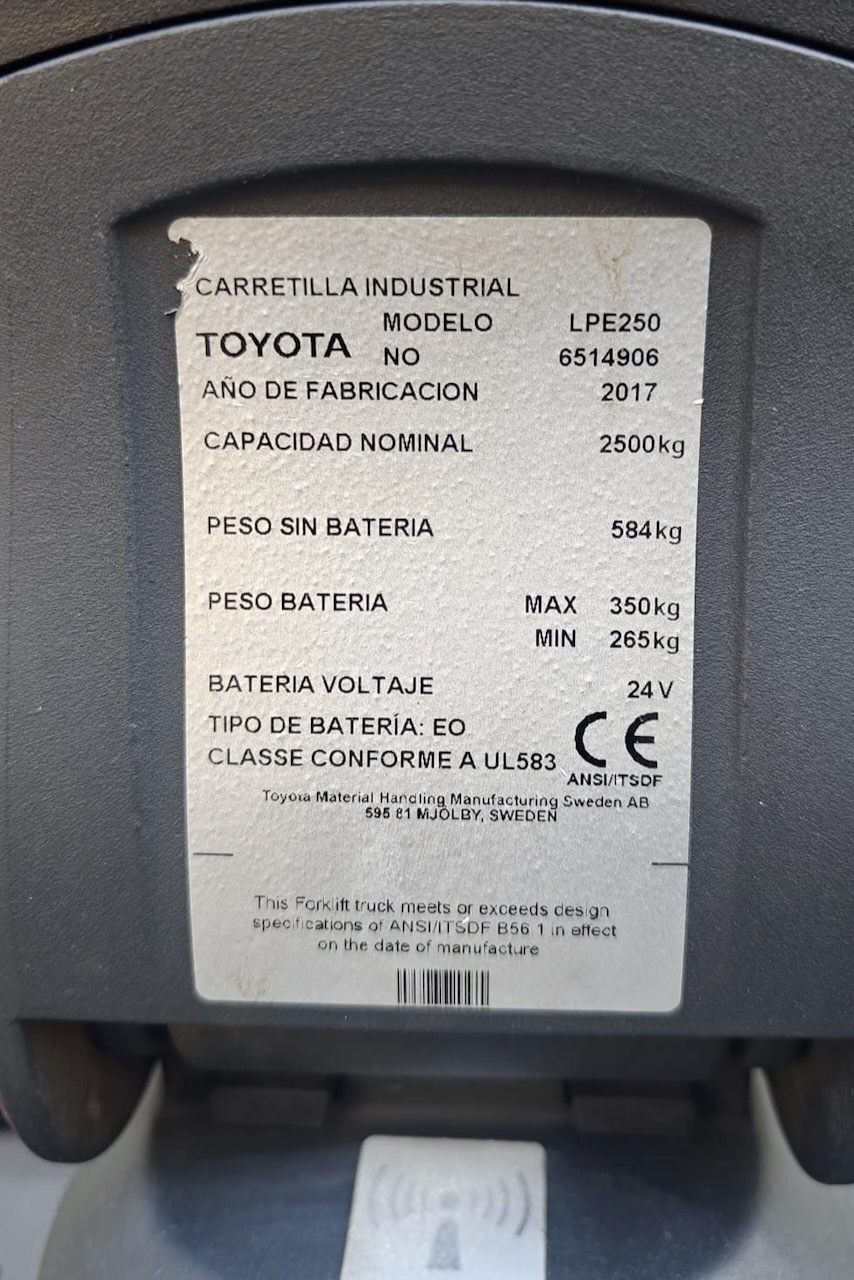 CARRETILLA INDUSTRIAL
TOYOTA MODELO LPE250
NO 6514906
AÑO DE FABRICACION 2017
CAPACIDAD NOMINAL 2500kg
PESO SIN BATERIA 584kg
PESO BATERIA MAX 350kg
MIN 265kg
BATERIA VOLTAJE 24V
TIPO DE BATERÍA: EO
CLASSE CONFORME A UL583
CE
ANSI/ITSDF
Toyota Material Handling Manufacturing Sweden AB
595 81 MJÖLBY, SWEDEN
This Forklift truck meets or exceeds design
specifications of ANSI/ITSDF B56.1 in effect
on the date of manufacture